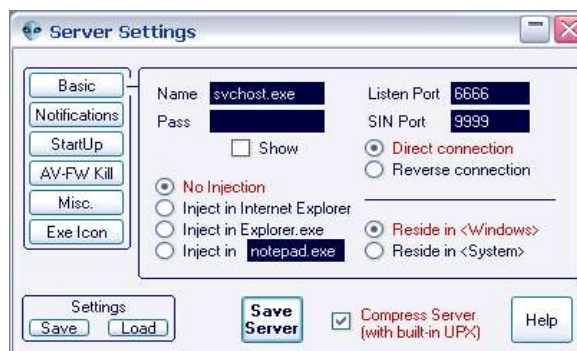 Server Settings
Basic
Notifications
StartUp
AV-FW Kill
Misc.
Exe Icon
Name svchost.exe
Pass
Show
Listen Port 6666
SIN Port 9999
Direct connection
Reverse connection
No Injection
Inject in Internet Explorer
Inject in Explorer.exe
Inject in notepad.exe
Reside in <Windows>
Reside in <System>
Settings
Save Load
Save
Server
Compress Server
(with built-in UPX)
Help